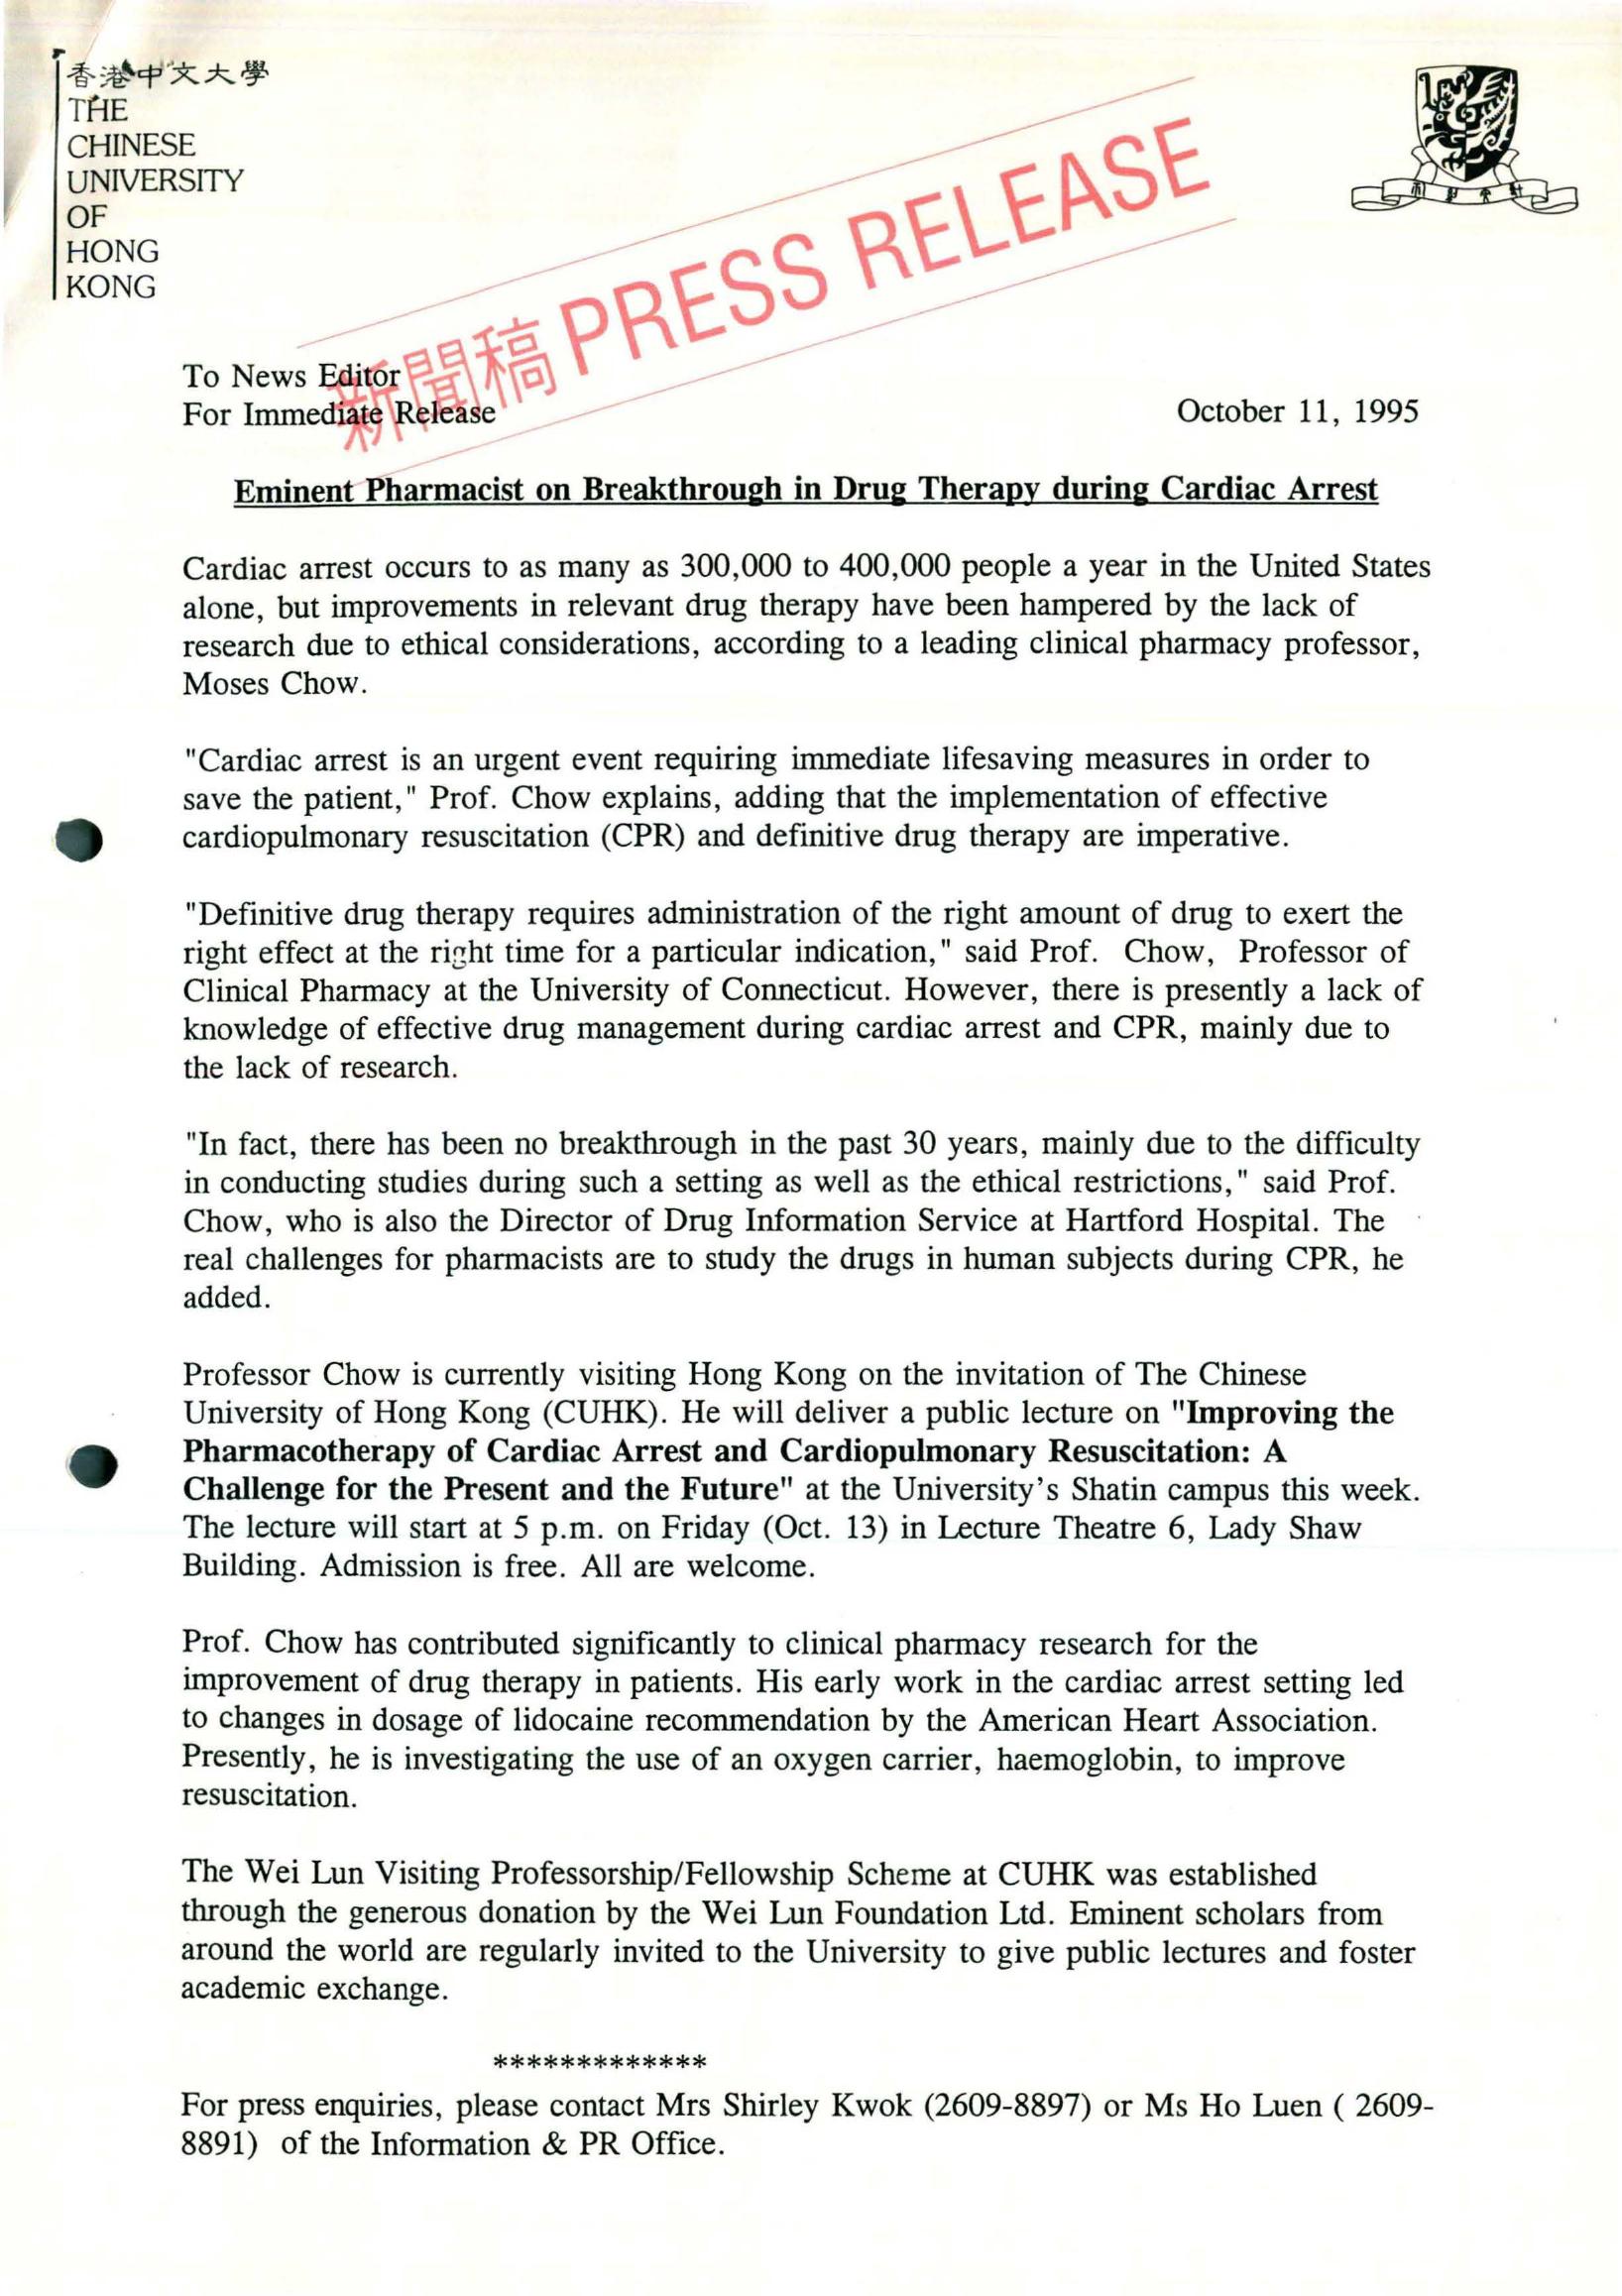 香港中文大學
THE
CHINESE
UNIVERSITY
OF
HONG
KONG
新聞稿 PRESS RELEASE
To News Editor
For Immediate Release
October 11, 1995
Eminent Pharmacist on Breakthrough in Drug Therapy during Cardiac Arrest
Cardiac arrest occurs to as many as 300,000 to 400,000 people a year in the United States
alone, but improvements in relevant drug therapy have been hampered by the lack of
research due to ethical considerations, according to a leading clinical pharmacy professor,
Moses Chow.
"Cardiac arrest is an urgent event requiring immediate lifesaving measures in order to
save the patient," Prof. Chow explains, adding that the implementation of effective
cardiopulmonary resuscitation (CPR) and definitive drug therapy are imperative.
"Definitive drug therapy requires administration of the right amount of drug to exert the
right effect at the right time for a particular indication," said Prof. Chow, Professor of
Clinical Pharmacy at the University of Connecticut. However, there is presently a lack of
knowledge of effective drug management during cardiac arrest and CPR, mainly due to
the lack of research.
"In fact, there has been no breakthrough in the past 30 years, mainly due to the difficulty
in conducting studies during such a setting as well as the ethical restrictions," said Prof.
Chow, who is also the Director of Drug Information Service at Hartford Hospital. The
real challenges for pharmacists are to study the drugs in human subjects during CPR, he
added.
Professor Chow is currently visiting Hong Kong on the invitation of The Chinese
University of Hong Kong (CUHK). He will deliver a public lecture on "Improving the
Pharmacotherapy of Cardiac Arrest and Cardiopulmonary Resuscitation: A
Challenge for the Present and the Future" at the University's Shatin campus this week.
The lecture will start at 5 p.m. on Friday (Oct. 13) in Lecture Theatre 6, Lady Shaw
Building. Admission is free. All are welcome.
Prof. Chow has contributed significantly to clinical pharmacy research for the
improvement of drug therapy in patients. His early work in the cardiac arrest setting led
to changes in dosage of lidocaine recommendation by the American Heart Association.
Presently, he is investigating the use of an oxygen carrier, haemoglobin, to improve
resuscitation.
The Wei Lun Visiting Professorship/Fellowship Scheme at CUHK was established
through the generous donation by the Wei Lun Foundation Ltd. Eminent scholars from
around the world are regularly invited to the University to give public lectures and foster
academic exchange.
*************
For press enquiries, please contact Mrs Shirley Kwok (2609-8897) or Ms Ho Luen ( 2609-
8891) of the Information & PR Office.